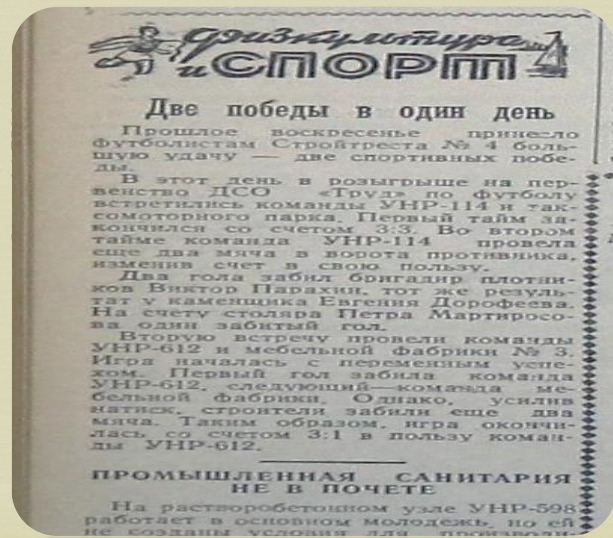 физкультура
и СПОРТ
Две победы в один день
Прошлое воскресенье принесло
футболистам Стройтреста № 4 боль-
шую удачу — две спортивных побе-
ды.
В этот день в розыгрыше на пер-
венство ДСО «Труд» по футболу
встретились команды УНР-114 и так-
сомоторного парка. Первый тайм за-
кончился со счетом 3:3. Во втором
тайме команда УНР-114 провела
еще два мяча в ворота противника,
изменив счет в свою пользу.
Два гола забил бригадир плотни-
ков Виктор Парахин, тот же резуль-
тат у каменщика Евгения Дорофеева.
На счету столяра Петра Мартиросо-
ва один забитый гол.
Вторую встречу провели команды
УНР-612 и мебельной фабрики № 3.
Игра началась с переменным успе-
хом. Первый гол забила команда
УНР-612, следующий—команда ме-
бельной фабрики. Однако, усилив
натиск, строители забили еще два
мяча. Таким образом, игра окончи-
лась со счетом 3:1 в пользу коман-
ды УНР-612.
ПРОМЫШЛЕННАЯ САНИТАРИЯ
НЕ В ПОЧЕТЕ
На растворобетонном узле УНР-598
работает в основном молодежь, но ей
не созданы условия для производи-